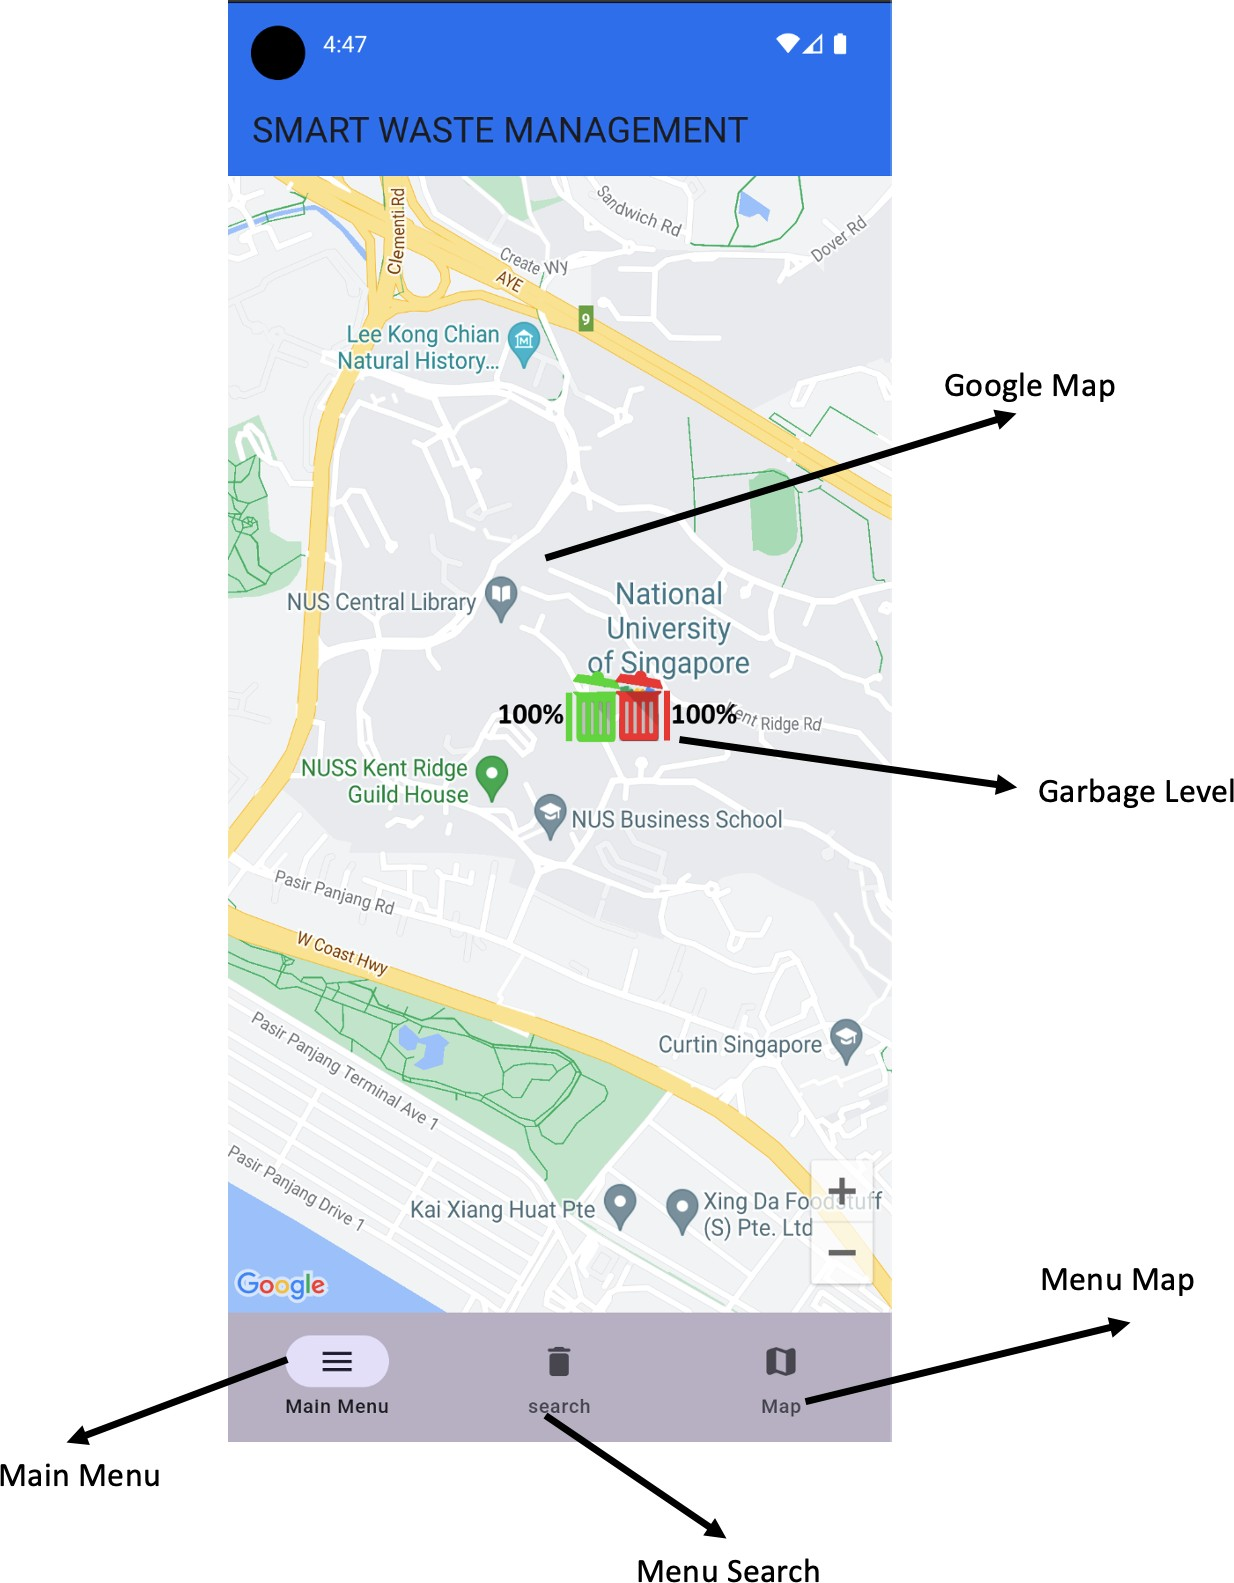 4:47
SMART WASTE MANAGEMENT
Sandwich Rd
Clementi Rd
Dover Rd
Create Wy
AYE
9
Lee Kong Chian
Natural History...
Google Map
NUS Central Library
National
University
of Singapore
100%
100%
ent Ridge Rd
NUSS Kent Ridge
Guild House
Garbage Level
NUS Business School
Pasir Panjang Rd
W Coast Hwy
Pasir Panjang Terminal Ave 1
Curtin Singapore
Pasir Panjang Drive 1
Kai Xiang Huat Pte
Xing Da Foodstuff
(S) Pte. Ltd
+
−
Google
Menu Map
Main Menu
search
Map
Main Menu
Menu Search